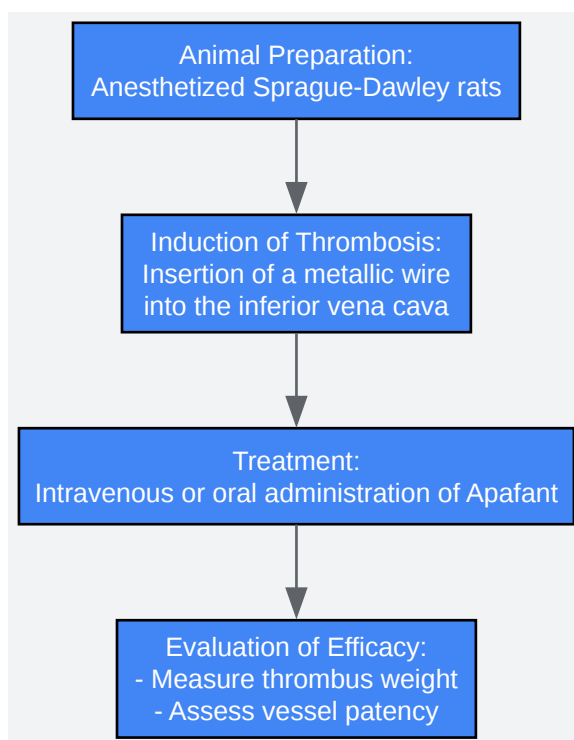 Animal Preparation:
Anesthetized Sprague-Dawley rats
Induction of Thrombosis:
Insertion of a metallic wire
into the inferior vena cava
Treatment:
Intravenous or oral administration of Apafant
Evaluation of Efficacy:
- Measure thrombus weight
- Assess vessel patency